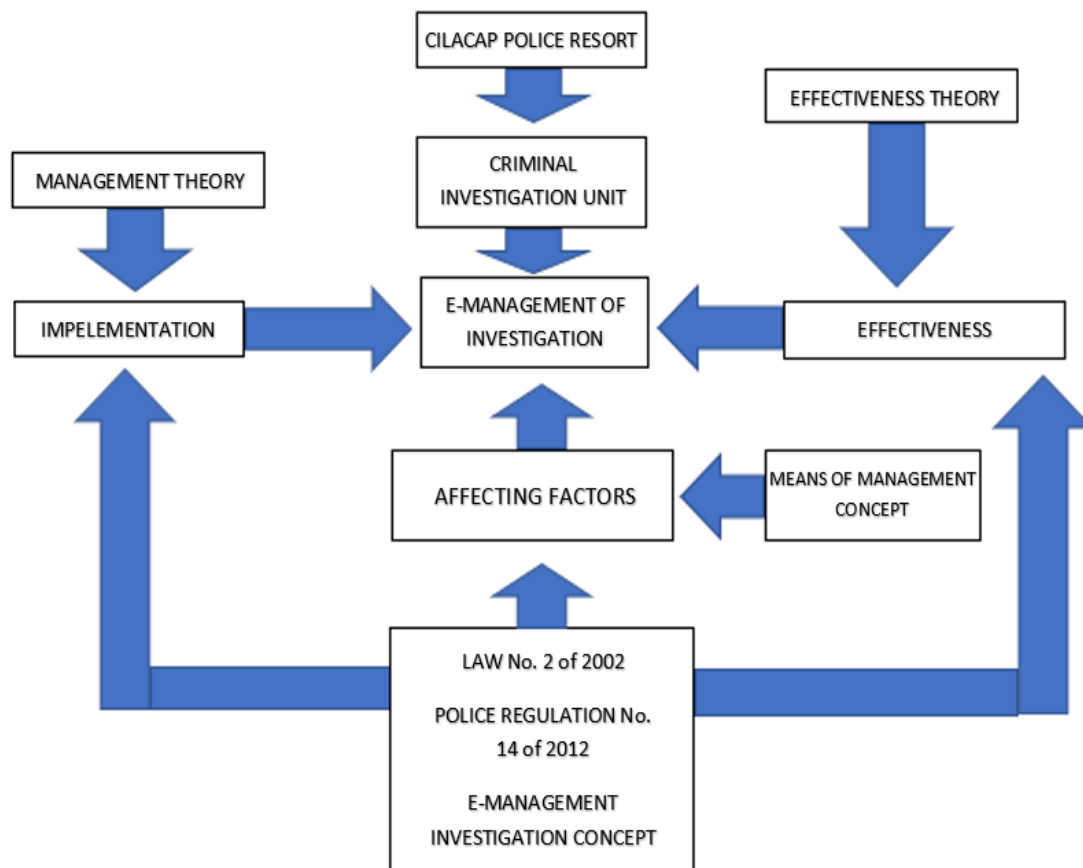 CILACAP POLICE RESORT
EFFECTIVENESS THEORY
MANAGEMENT THEORY
CRIMINAL
INVESTIGATION UNIT
IMPELEMENTATION
E-MANAGEMENT OF
INVESTIGATION
EFFECTIVENESS
AFFECTING FACTORS
MEANS OF MANAGEMENT
CONCEPT
LAW No. 2 of 2002
POLICE REGULATION No.
14 of 2012
E-MANAGEMENT
INVESTIGATION CONCEPT